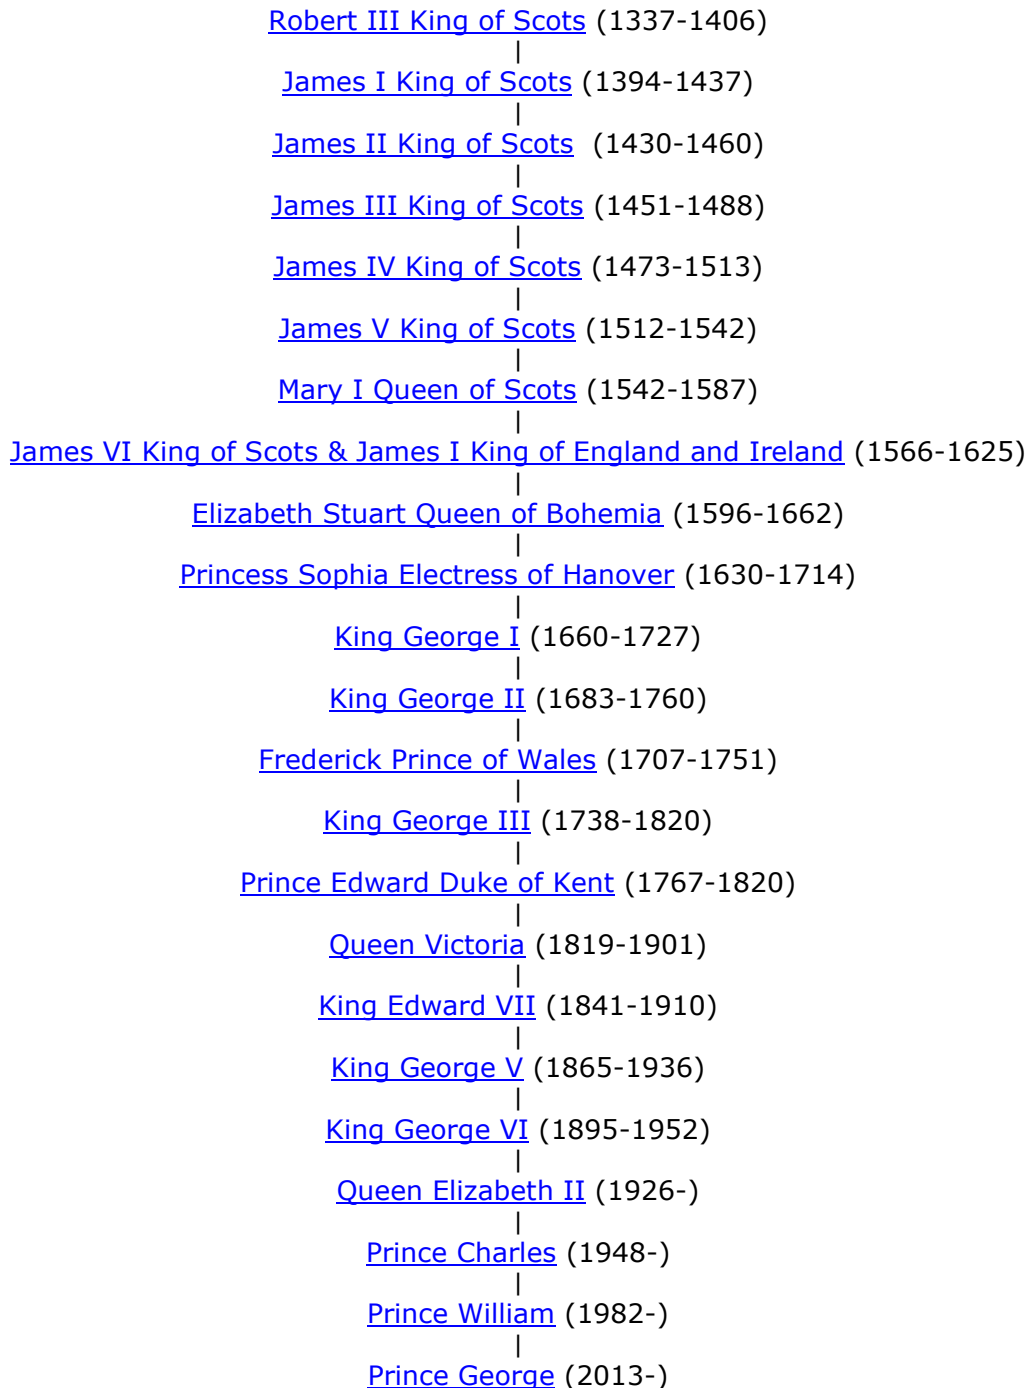 Robert III King of Scots (1337-1406)
|
James I King of Scots (1394-1437)
|
James II King of Scots (1430-1460)
|
James III King of Scots (1451-1488)
|
James IV King of Scots (1473-1513)
|
James V King of Scots (1512-1542)
|
Mary I Queen of Scots (1542-1587)
|
James VI King of Scots & James I King of England and Ireland (1566-1625)
|
Elizabeth Stuart Queen of Bohemia (1596-1662)
|
Princess Sophia Electress of Hanover (1630-1714)
|
King George I (1660-1727)
|
King George II (1683-1760)
|
Frederick Prince of Wales (1707-1751)
|
King George III (1738-1820)
|
Prince Edward Duke of Kent (1767-1820)
|
Queen Victoria (1819-1901)
|
King Edward VII (1841-1910)
|
King George V (1865-1936)
|
King George VI (1895-1952)
|
Queen Elizabeth II (1926-)
|
Prince Charles (1948-)
|
Prince William (1982-)
|
Prince George (2013-)